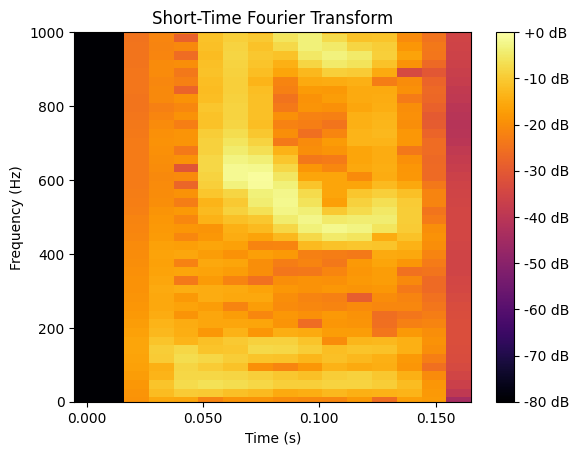 Short-Time Fourier Transform
1000
800
600
400
200
0
Frequency (Hz)
0.000
0.050
0.100
0.150
Time (s)
+0 dB
-10 dB
-20 dB
-30 dB
-40 dB
-50 dB
-60 dB
-70 dB
-80 dB